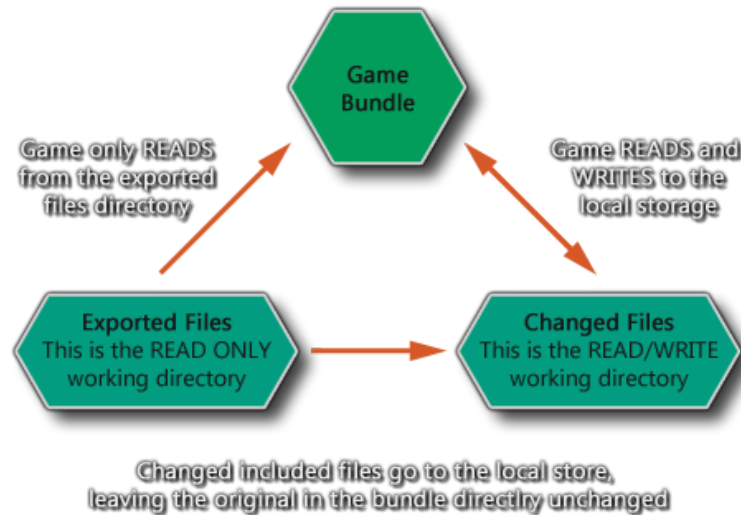 Game
Bundle
Game only READS
from the exported
files directory
Game READS and
WRITES to the
local storage
Exported Files
This is the READ ONLY
working directory
Changed Files
This is the READ/WRITE
working directory
Changed included files go to the local store,
leaving the original in the bundle directlry unchanged